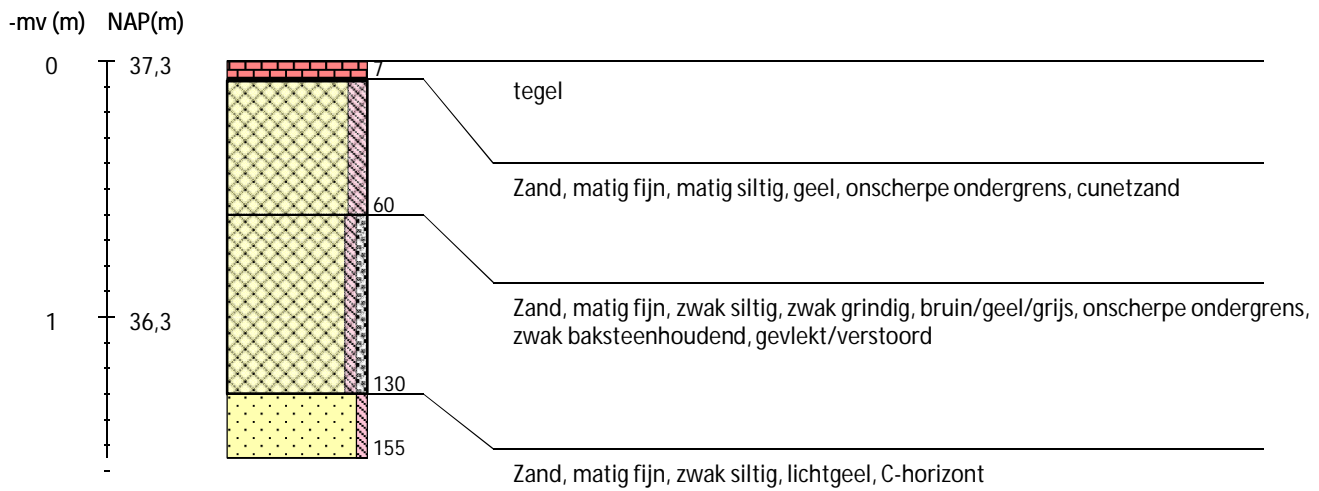 -mv (m) NAP(m)
0 37,3
7
tegel
Zand, matig fijn, matig siltig, geel, onscherpe ondergrens, cunetzand
60
Zand, matig fijn, zwak siltig, zwak grindig, bruin/geel/grijs, onscherpe ondergrens,
1 36,3
zwak baksteenhoudend, gevlekt/verstoord
130
155
Zand, matig fijn, zwak siltig, lichtgeel, C-horizont